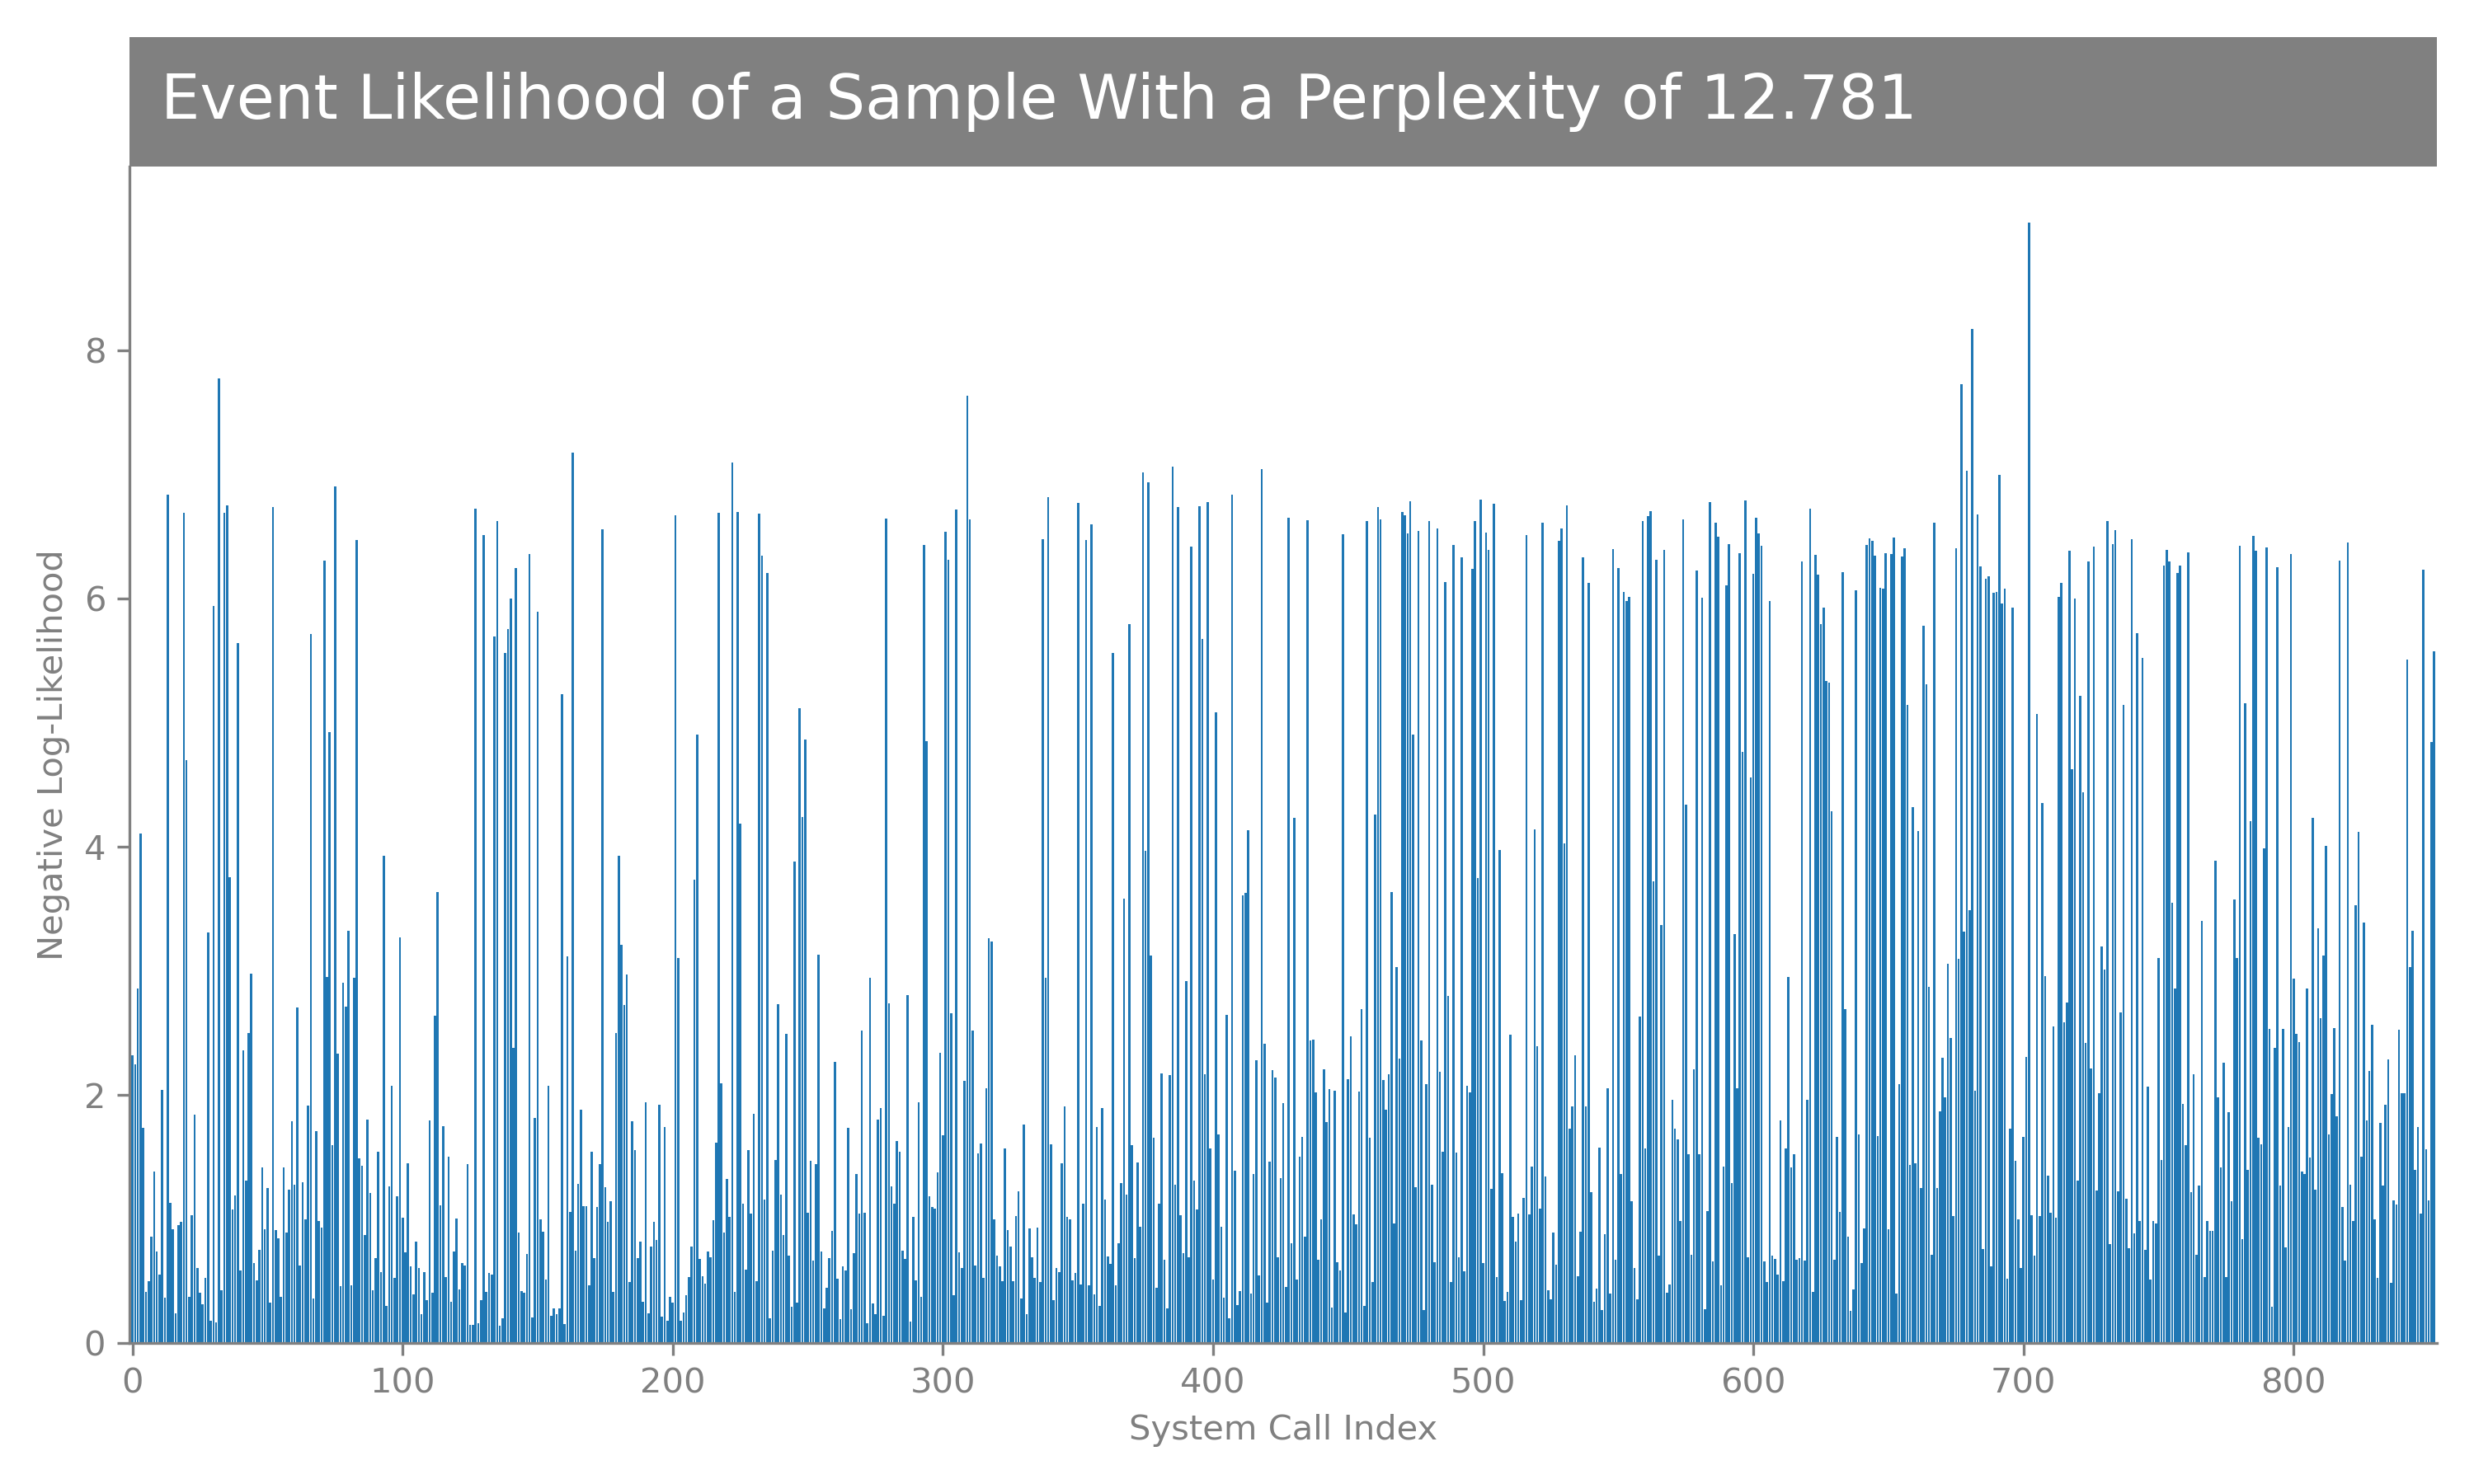 Event Likelihood of a Sample With a Perplexity of 12.781
Negative Log-Likelihood
8
6
4
2
0
0 100 200 300 400 500 600 700 800
System Call Index